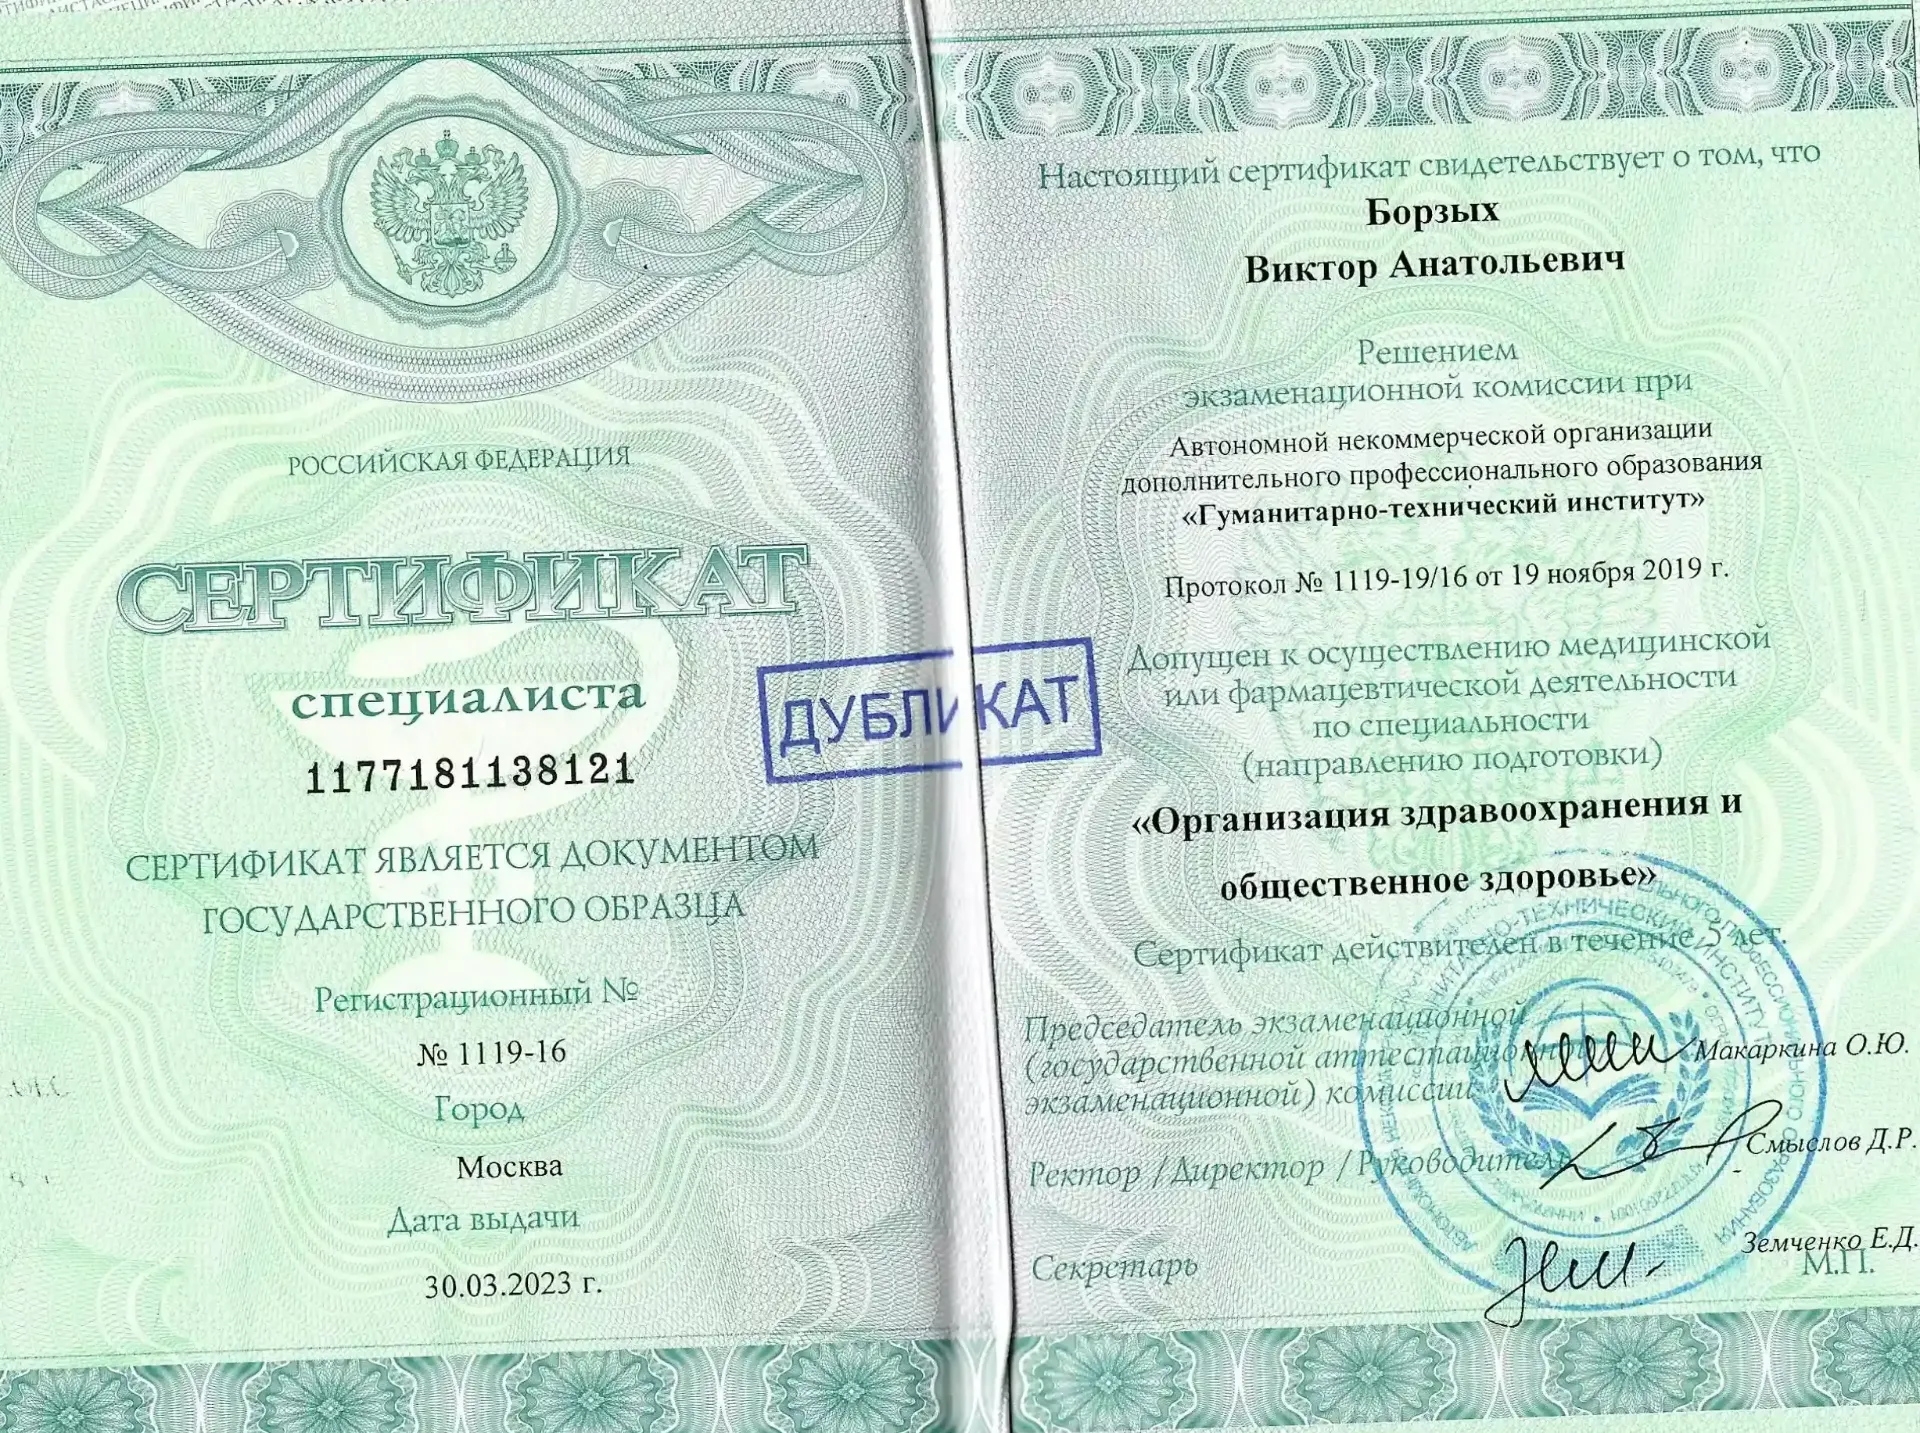 РОССИЙСКАЯ ФЕДЕРАЦИЯ
СЕРТИФИКАТ
специалиста
1177181138121
СЕРТИФИКАТ ЯВЛЯЕТСЯ ДОКУМЕНТОМ
ГОСУДАРСТВЕННОГО ОБРАЗЦА
Регистрационный №
№ 1119-16
Город
Москва
Дата выдачи
30.03.2023 г.
ДУБЛИКАТ
Настоящий сертификат свидетельствует о том, что
Борзых
Виктор Анатольевич
Решением
экзаменационной комиссии при
Автономной некоммерческой организации
дополнительного профессионального образования
«Гуманитарно-технический институт»
Протокол № 1119-19/16 от 19 ноября 2019 г.
Допущен к осуществлению медицинской
или фармацевтической деятельности
по специальности
(направлению подготовки)
«Организация здравоохранения и
общественное здоровье»
Сертификат действителен в течение 5 лет.
Председатель экзаменационной
(государственной аттестационной
экзаменационной) комиссии
Макаркина О.Ю.
Ректор /Директор /Руководитель
Смыслов Д.Р.
Секретарь
Земченко Е.Д.
М.П.